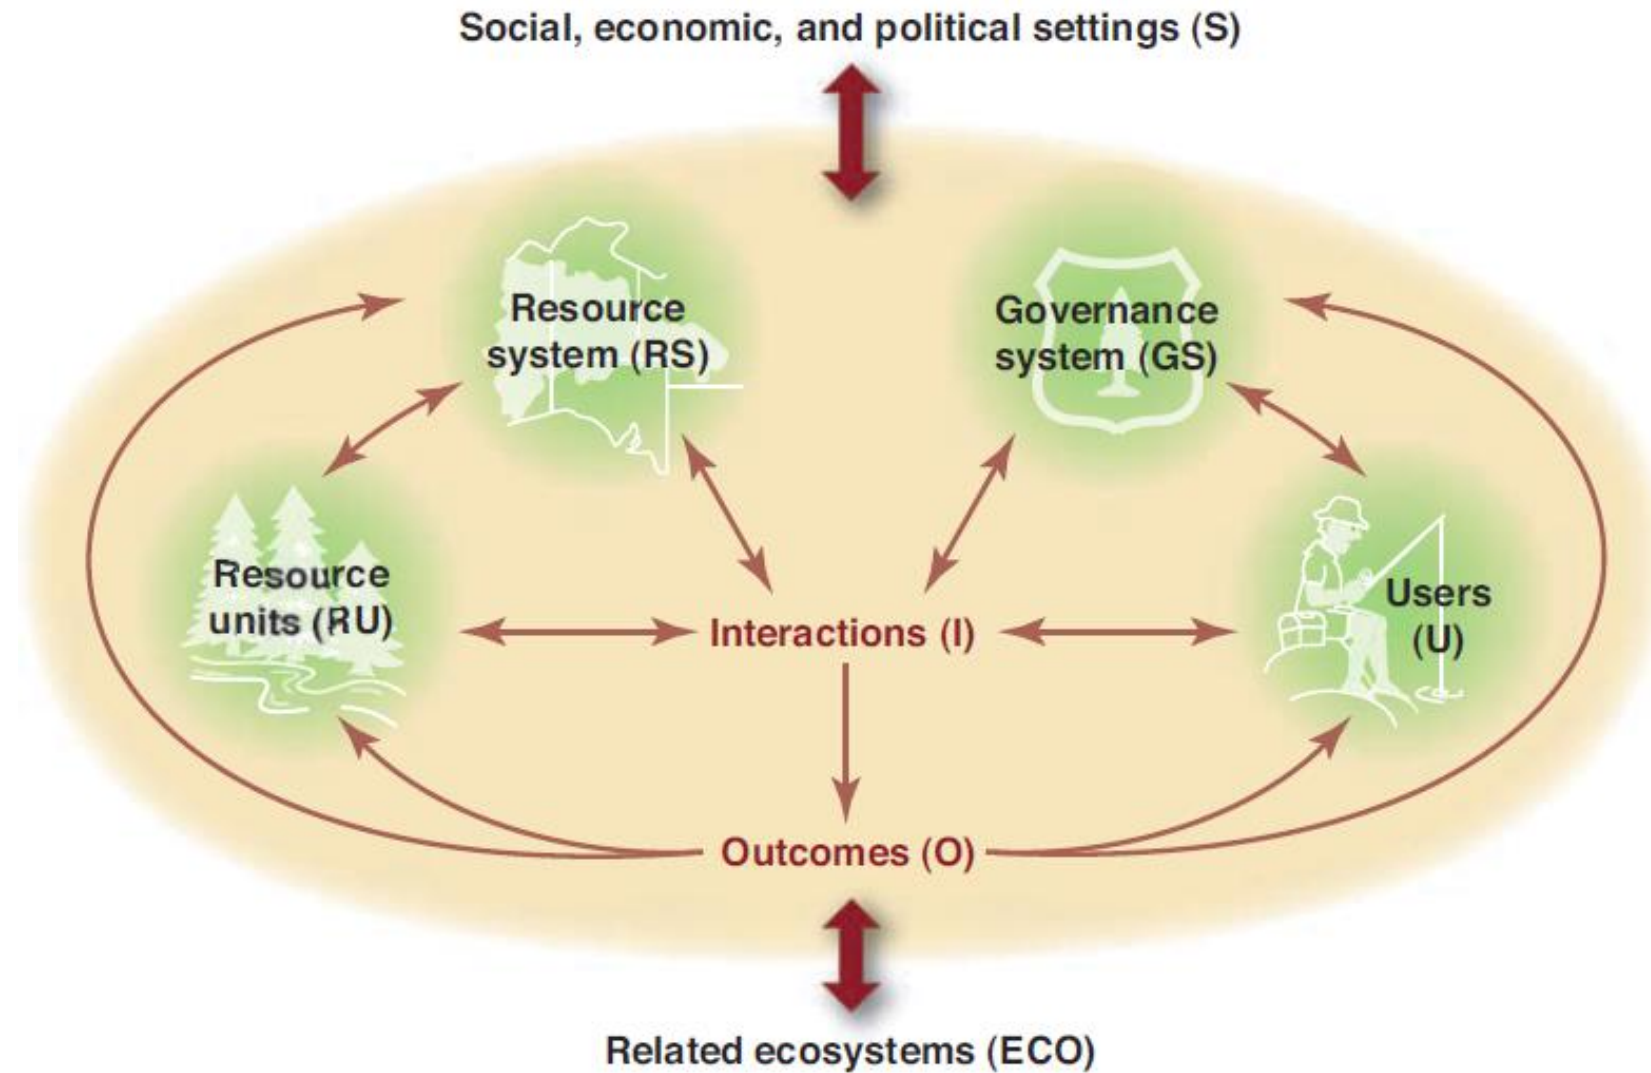 Social, economic, and political settings (S)
Resource
system (RS)
Governance
system (GS)
Resource
units (RU)
Interactions (I)
Users
(U)
Outcomes (O)
Related ecosystems (ECO)